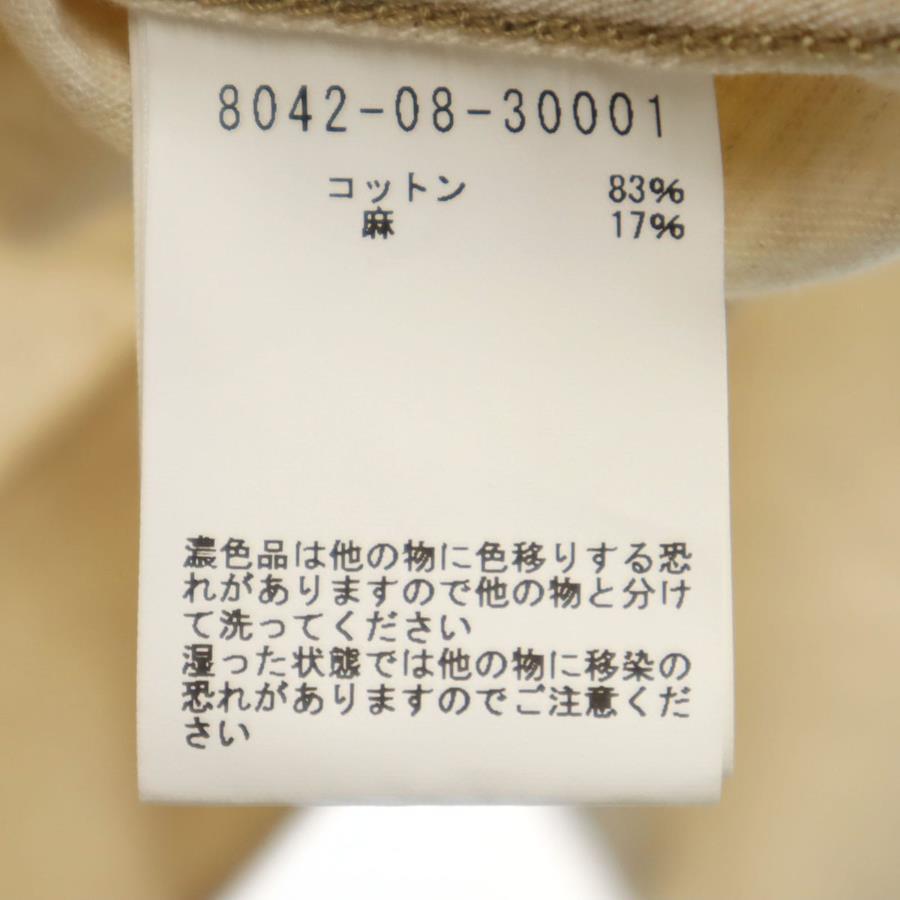 8042-08-30001
コットン 83%
麻 17%
濃色品は他の物に色移りする恐
れがありますので他の物と分け
て洗ってください
湿った状態では他の物に移染の
恐れがありますのでご注意くだ
さい